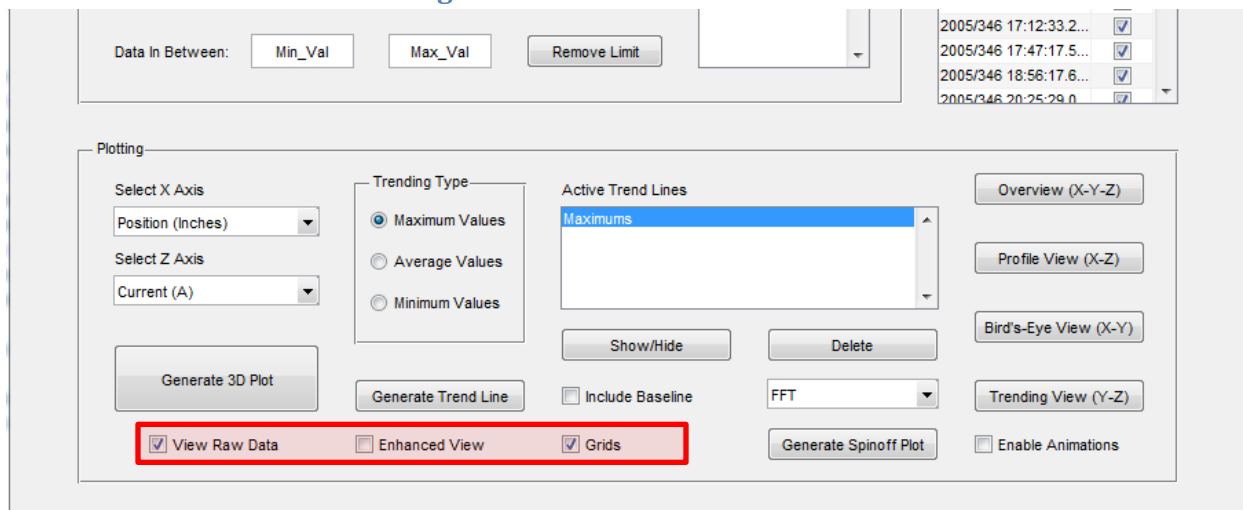 2005/346 17:12:33.2...
Data In Between: Min_Val Max_Val Remove Limit 2005/346 17:47:17.5...
2005/346 18:56:17.6...
2005/346 20:25:29.0
Plotting
Select X Axis Trending Type Active Trend Lines Overview (X-Y-Z)
Position (Inches) Maximum Values Maximums
Select Z Axis Average Values Profile View (X-Z)
Current (A) Minimum Values
Bird's-Eye View (X-Y)
Show/Hide Delete
Generate 3D Plot Generate Trend Line Include Baseline FFT Trending View (Y-Z)
View Raw Data Enhanced View Grids Generate Spinoff Plot Enable Animations